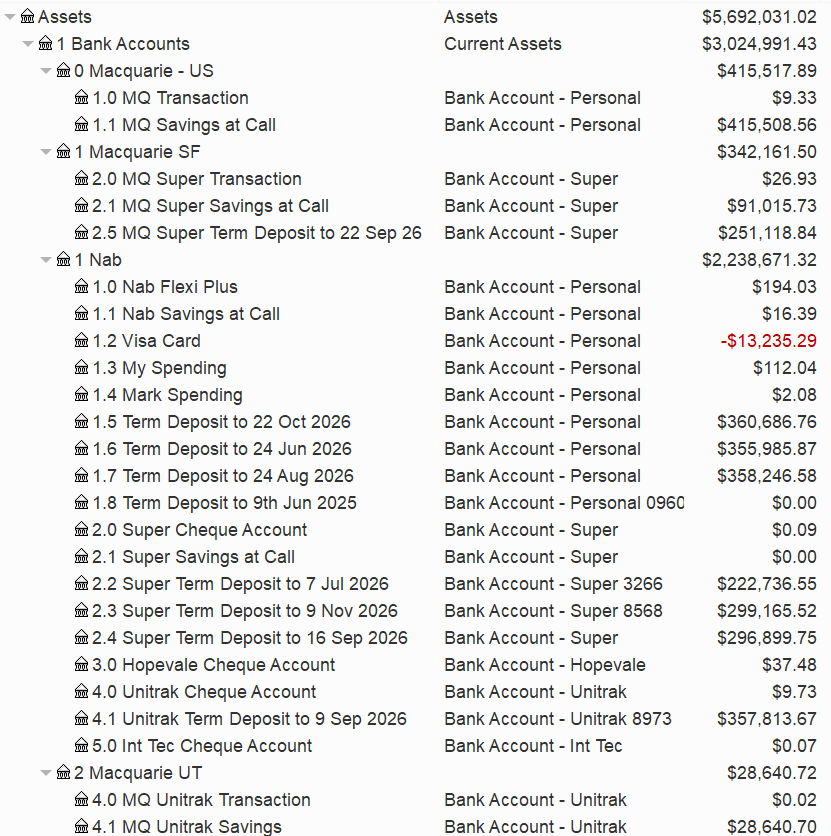 Assets Assets $5,692,031.02
1 Bank Accounts Current Assets $3,024,991.43
0 Macquarie - US $415,517.89
1.0 MQ Transaction Bank Account - Personal $9.33
1.1 MQ Savings at Call Bank Account - Personal $415,508.56
1 Macquarie SF $342,161.50
2.0 MQ Super Transaction Bank Account - Super $26.93
2.1 MQ Super Savings at Call Bank Account - Super $91,015.73
2.5 MQ Super Term Deposit to 22 Sep 26 Bank Account - Super $251,118.84
1 Nab $2,238,671.32
1.0 Nab Flexi Plus Bank Account - Personal $194.03
1.1 Nab Savings at Call Bank Account - Personal $16.39
1.2 Visa Card Bank Account - Personal -$13,235.29
1.3 My Spending Bank Account - Personal $112.04
1.4 Mark Spending Bank Account - Personal $2.08
1.5 Term Deposit to 22 Oct 2026 Bank Account - Personal $360,686.76
1.6 Term Deposit to 24 Jun 2026 Bank Account - Personal $355,985.87
1.7 Term Deposit to 24 Aug 2026 Bank Account - Personal $358,246.58
1.8 Term Deposit to 9th Jun 2025 Bank Account - Personal 0960 $0.00
2.0 Super Cheque Account Bank Account - Super $0.09
2.1 Super Savings at Call Bank Account - Super $0.00
2.2 Super Term Deposit to 7 Jul 2026 Bank Account - Super 3266 $222,736.55
2.3 Super Term Deposit to 9 Nov 2026 Bank Account - Super 8568 $299,165.52
2.4 Super Term Deposit to 16 Sep 2026 Bank Account - Super $296,899.75
3.0 Hopevale Cheque Account Bank Account - Hopevale $37.48
4.0 Unitrak Cheque Account Bank Account - Unitrak $9.73
4.1 Unitrak Term Deposit to 9 Sep 2026 Bank Account - Unitrak 8973 $357,813.67
5.0 Int Tec Cheque Account Bank Account - Int Tec $0.07
2 Macquarie UT $28,640.72
4.0 MQ Unitrak Transaction Bank Account - Unitrak $0.02
4.1 MQ Unitrak Savings Bank Account - Unitrak $28,640.70